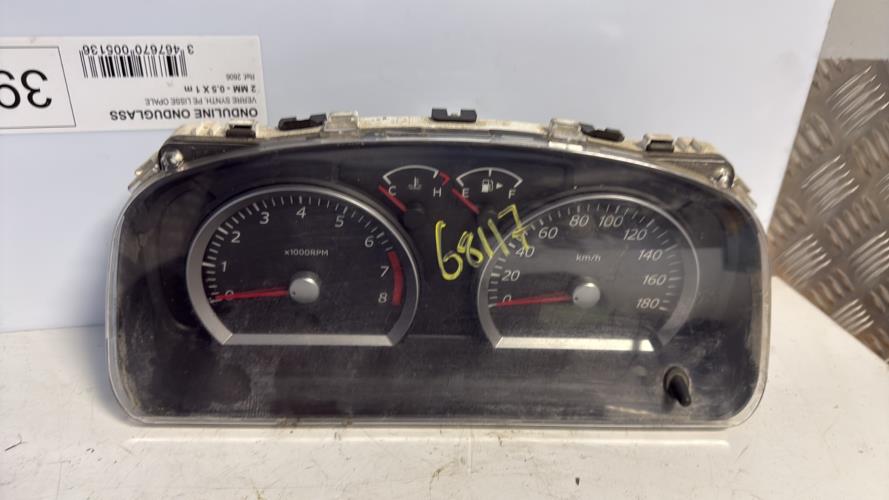 ONDULINE ONDUGLASS
VERRE SYNTH. PE LISSE OPALE
2 MM - 0.5 X 1 m
Réf. 2606
3 467670 005136
39
C H
E F
0 1 2 3 4 5 6 7 8
x1000RPM
68117
0 20 40 60 80 100 120 140 160 180
km/h